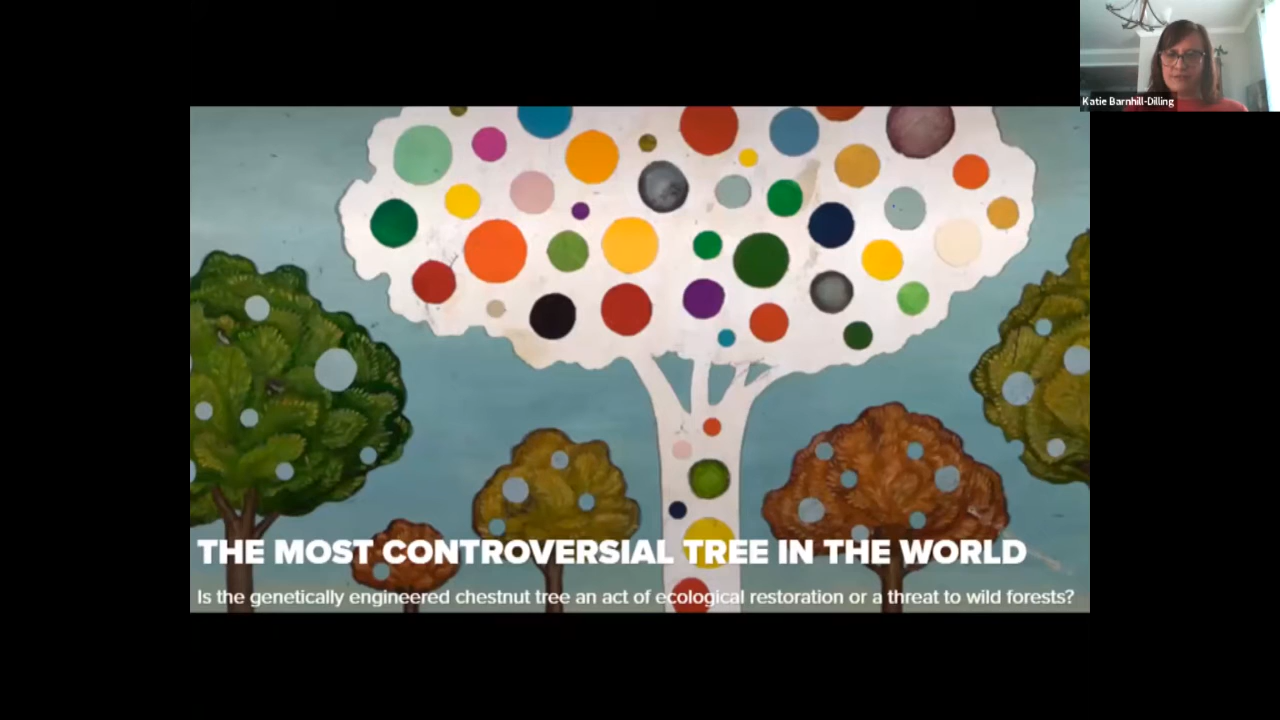 Katie Barnhill-Dilling
THE MOST CONTROVERSIAL TREE IN THE WORLD
Is the genetically engineered chestnut tree an act of ecological restoration or a threat to wild forests?